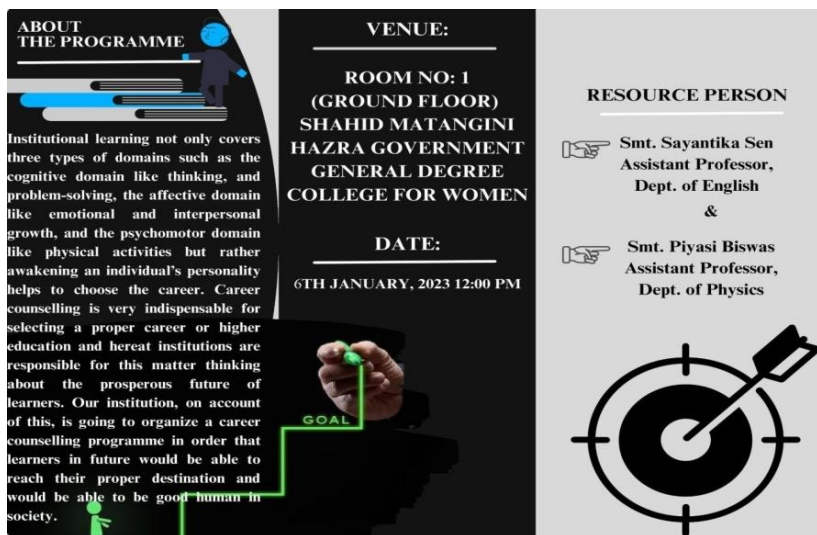 ABOUT
THE PROGRAMME
Institutional learning not only covers
three types of domains such as the
cognitive domain like thinking, and
problem-solving, the affective domain
like emotional and interpersonal
growth, and the psychomotor domain
like physical activities but rather
awakening an individual's personality
helps to choose the career. Career
counselling is very indispensable for
selecting a proper career or higher
education and hereat institutions are
responsible for this matter thinking
about the prosperous future of
learners. Our institution, on account
of this, is going to organize a career
counselling programme in order that
learners in future would be able to
reach their proper destination and
would be able to be good human in
society.
VENUE:
ROOM NO: 1
(GROUND FLOOR)
SHAHID MATANGINI
HAZRA GOVERNMENT
GENERAL DEGREE
COLLEGE FOR WOMEN
DATE:
6TH JANUARY, 2023 12:00 PM
GOAL
RESOURCE PERSON
Smt. Sayantika Sen
Assistant Professor,
Dept. of English
&
Smt. Piyasi Biswas
Assistant Professor,
Dept. of Physics